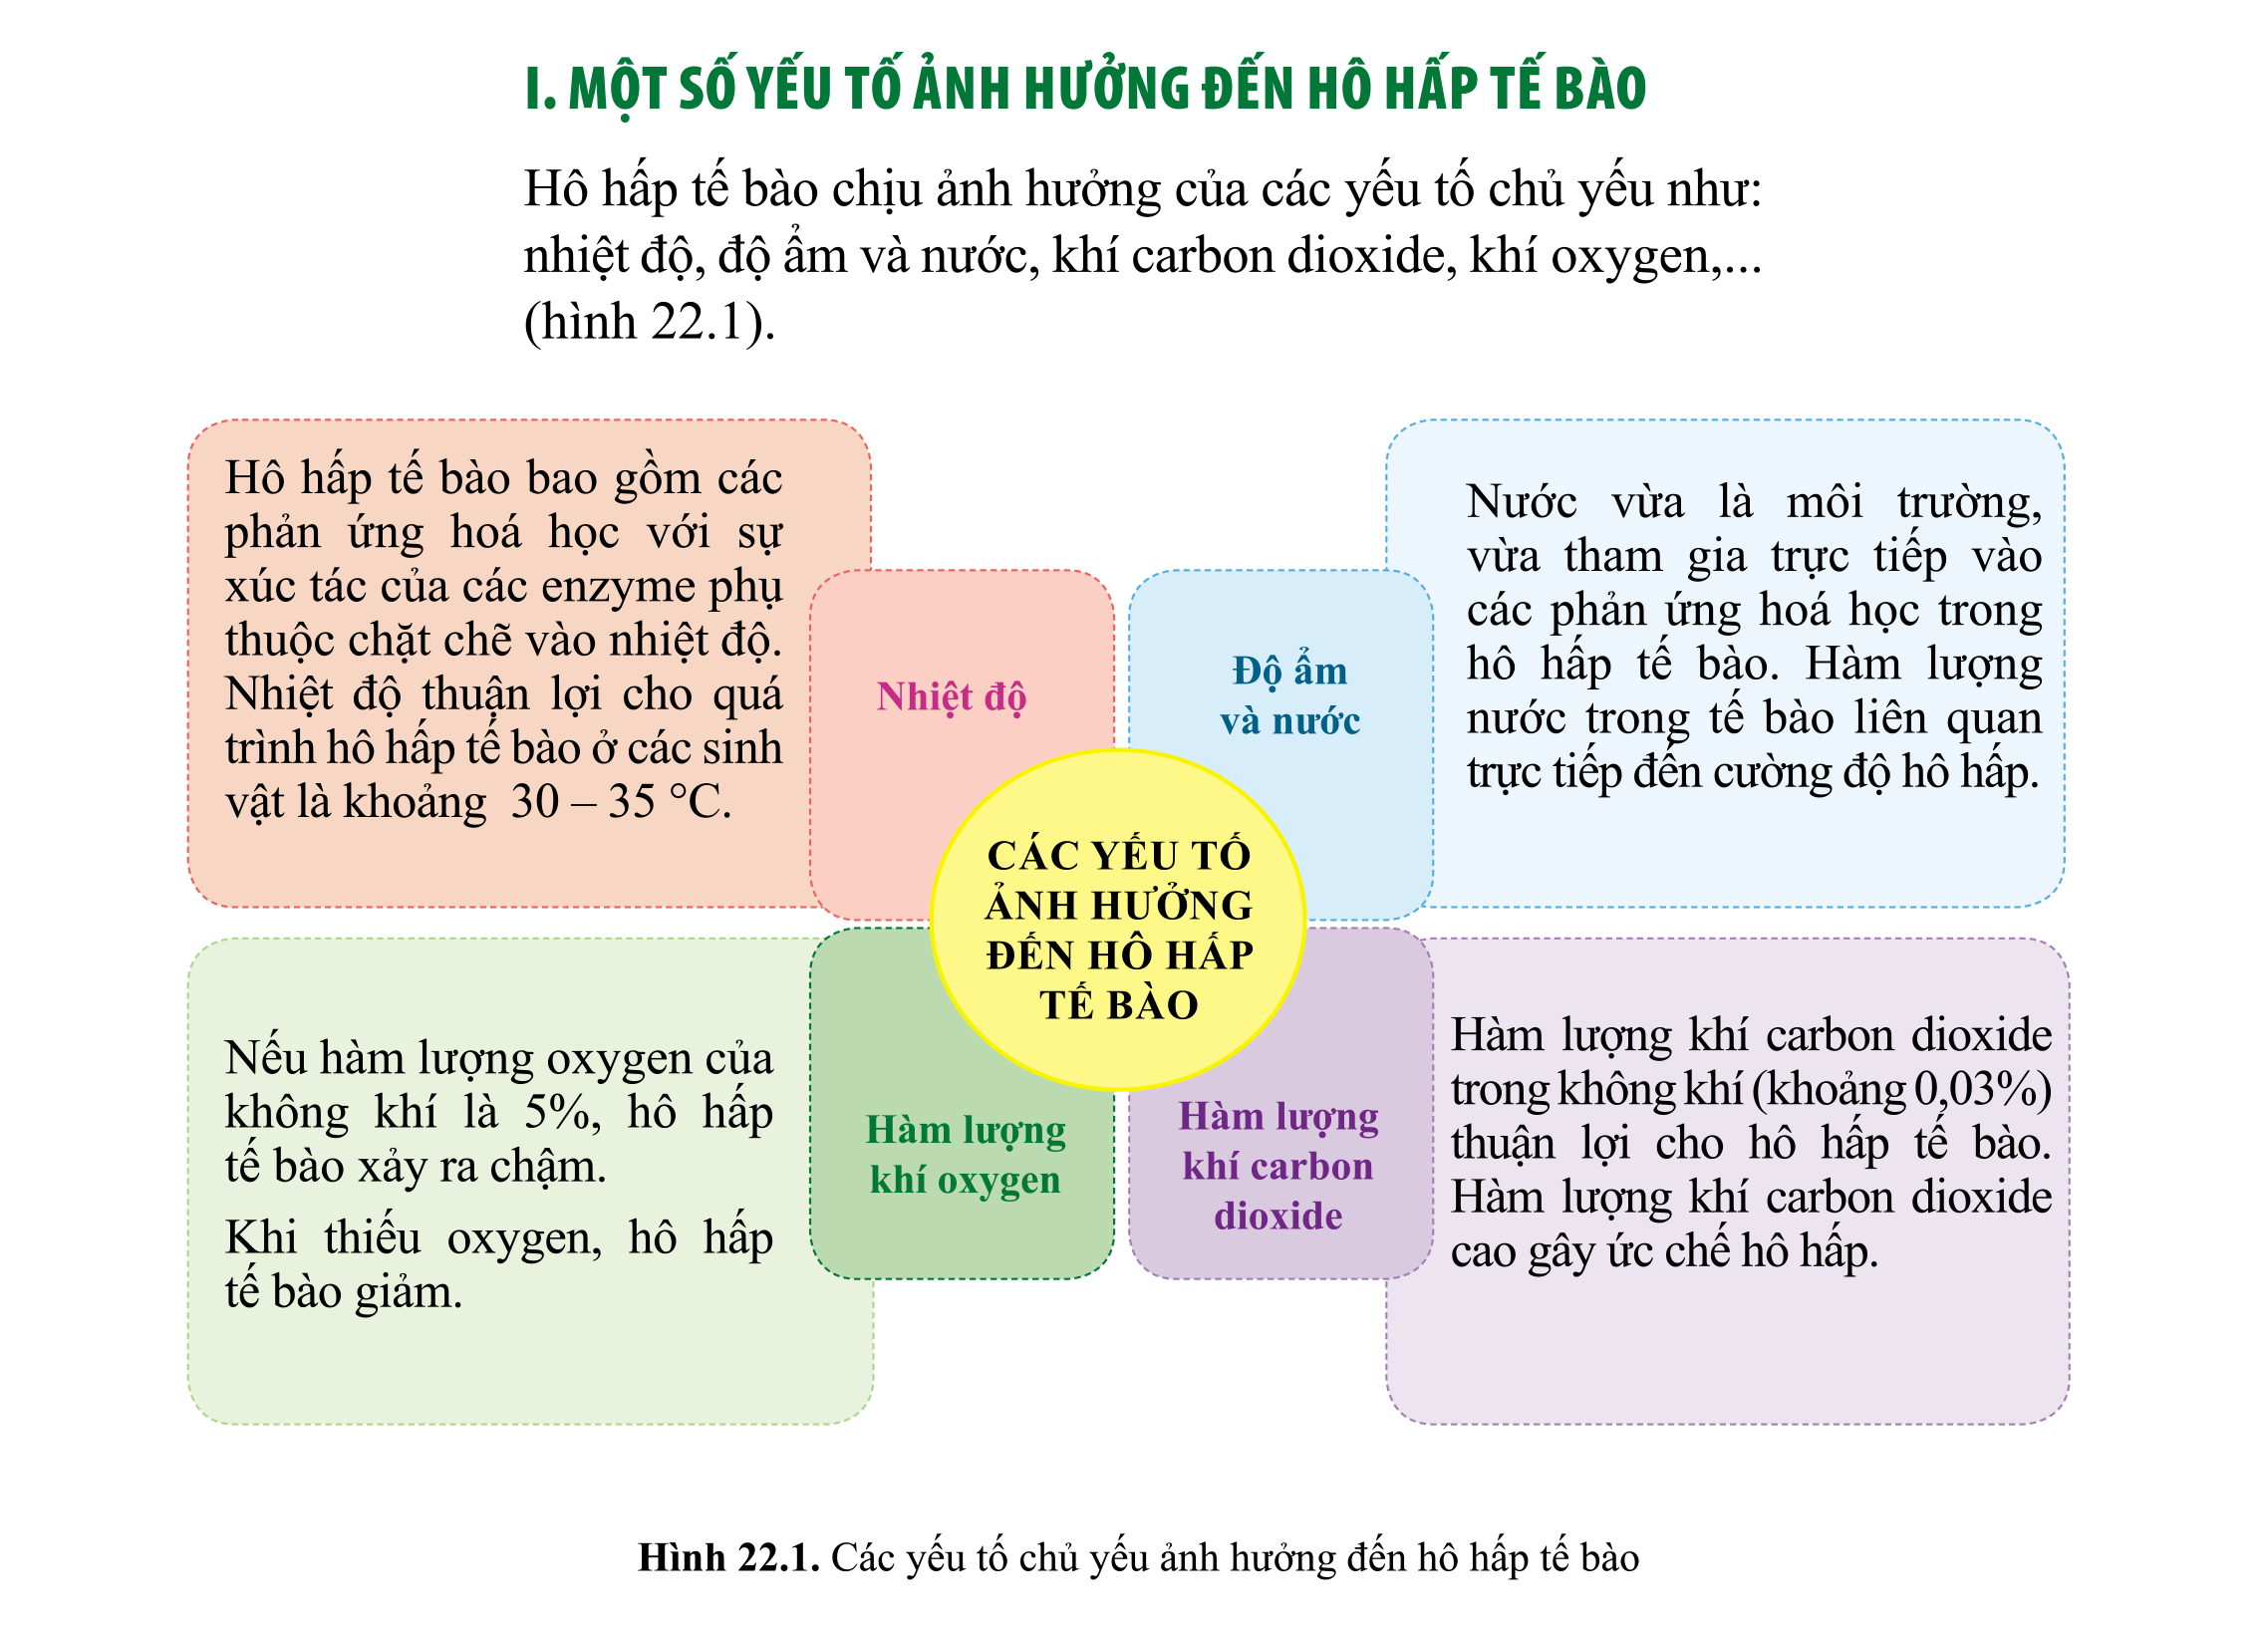 I. MỘT SỐ YẾU TỐ ẢNH HƯỞNG ĐẾN HÔ HẤP TẾ BÀO
Hô hấp tế bào chịu ảnh hưởng của các yếu tố chủ yếu như:
nhiệt độ, độ ẩm và nước, khí carbon dioxide, khí oxygen,...
(hình 22.1).
Hô hấp tế bào bao gồm các
phản ứng hoá học với sự
xúc tác của các enzyme phụ
thuộc chặt chẽ vào nhiệt độ.
Nhiệt độ thuận lợi cho quá
trình hô hấp tế bào ở các sinh
vật là khoảng 30 – 35 °C.
Nhiệt độ
Độ ẩm
và nước
Nước vừa là môi trường,
vừa tham gia trực tiếp vào
các phản ứng hoá học trong
hô hấp tế bào. Hàm lượng
nước trong tế bào liên quan
trực tiếp đến cường độ hô hấp.
CÁC YẾU TỐ
ẢNH HƯỞNG
ĐẾN HÔ HẤP
TẾ BÀO
Nếu hàm lượng oxygen của
không khí là 5%, hô hấp
tế bào xảy ra chậm.
Khi thiếu oxygen, hô hấp
tế bào giảm.
Hàm lượng
khí oxygen
Hàm lượng
khí carbon
dioxide
Hàm lượng khí carbon dioxide
trong không khí (khoảng 0,03%)
thuận lợi cho hô hấp tế bào.
Hàm lượng khí carbon dioxide
cao gây ức chế hô hấp.
Hình 22.1. Các yếu tố chủ yếu ảnh hưởng đến hô hấp tế bào